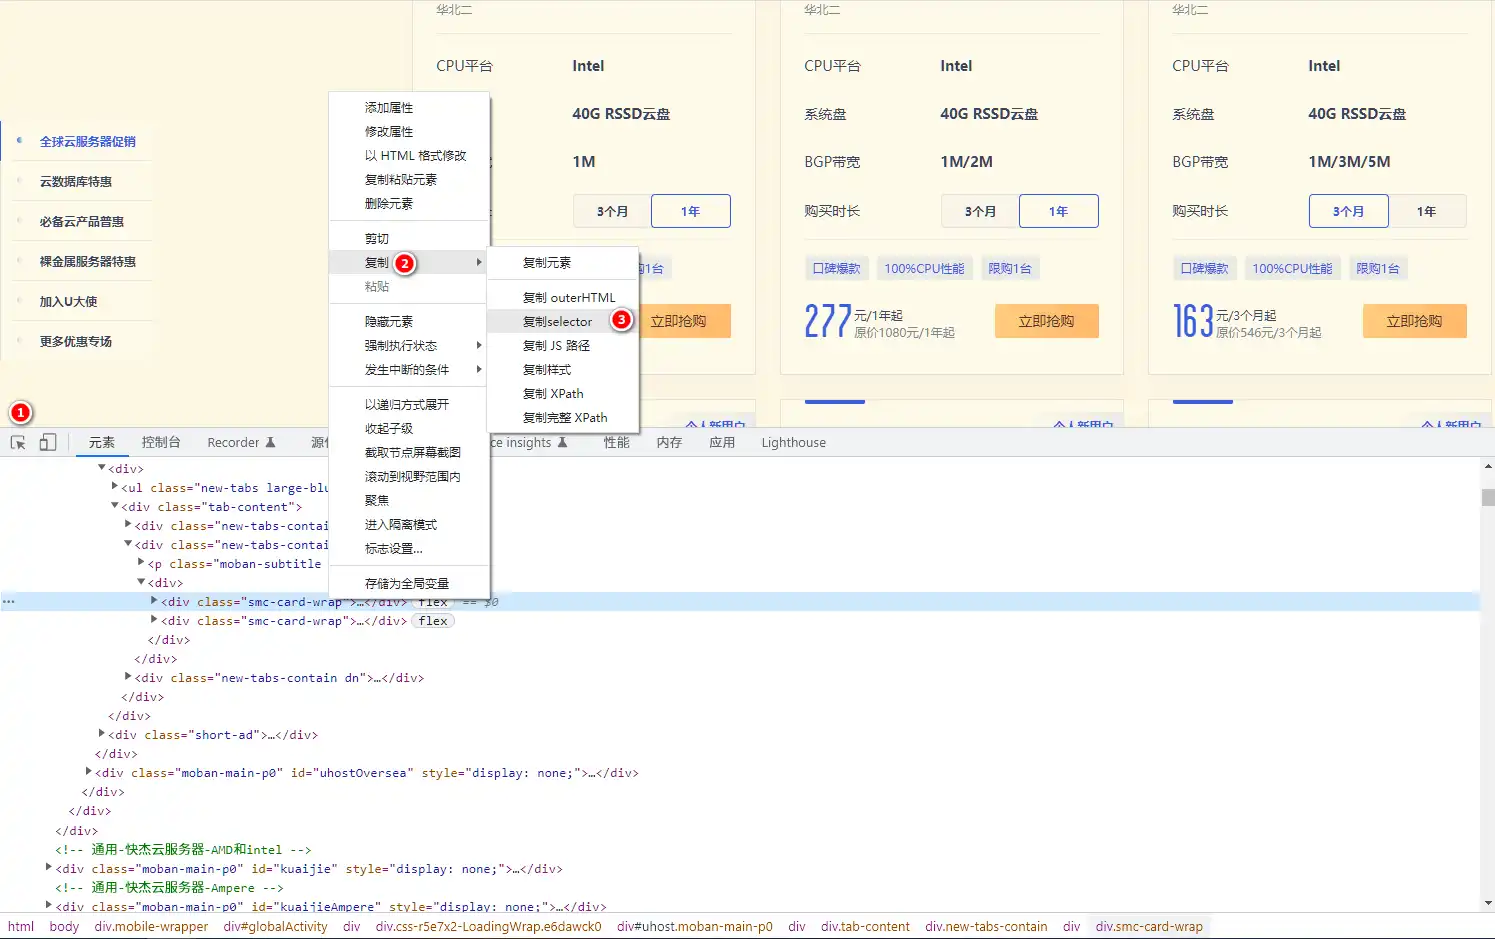 华北二
华北二
华北二
CPU平台 Intel
CPU平台 Intel
CPU平台 Intel
40G RSSD云盘
系统盘 40G RSSD云盘
系统盘 40G RSSD云盘
1M
BGP带宽 1M/2M
BGP带宽 1M/3M/5M
3个月 1年
购买时长 3个月 1年
购买时长 3个月 1年
购1台
口碑爆款 100%CPU性能 限购1台
口碑爆款 100%CPU性能 限购1台
立即抢购
277 元/1年起
原价1080元/1年起
立即抢购
163 元/3个月起
原价546元/3个月起
立即抢购
个人新用户
个人新用户
个人新用户
全球云服务器促销
云数据库特惠
必备云产品普惠
裸金属服务器特惠
加入U大使
更多优惠专场
1
添加属性
修改属性
以 HTML 格式修改
复制粘贴元素
删除元素
剪切
复制 2
粘贴
隐藏元素
强制执行状态
发生中断的条件
以递归方式展开
收起子级
截取节点屏幕截图
滚动到视野范围内
聚焦
进入隔离模式
标志设置...
存储为全局变量
复制元素
复制 outerHTML
复制selector 3
复制 JS 路径
复制样式
复制 XPath
复制完整 XPath
元素 控制台 Recorder 源 ce insights 性能 内存 应用 Lighthouse
<div>
<ul class="new-tabs large-blu
<div class="tab-content">
<div class="new-tabs-contai
<div class="new-tabs-contai
<p class="moban-subtitle
<div>
<div class="smc-card-wrap">…</div> flex == $0
<div class="smc-card-wrap">…</div> flex
</div>
</div>
<div class="new-tabs-contain dn">…</div>
</div>
</div>
<div class="short-ad">…</div>
</div>
<div class="moban-main-p0" id="uhostOversea" style="display: none;">…</div>
</div>
</div>
</div>
<!-- 通用-快杰云服务器-AMD和intel -->
<div class="moban-main-p0" id="kuaijie" style="display: none;">…</div>
<!-- 通用-快杰云服务器-Ampere -->
<div class="moban-main-p0" id="kuaijieAmpere" style="display: none;">…</div>
html body div.mobile-wrapper div#globalActivity div div.css-r5e7x2-LoadingWrap.e6dawck0 div#uhost.moban-main-p0 div div.tab-content div.new-tabs-contain div div.smc-card-wrap